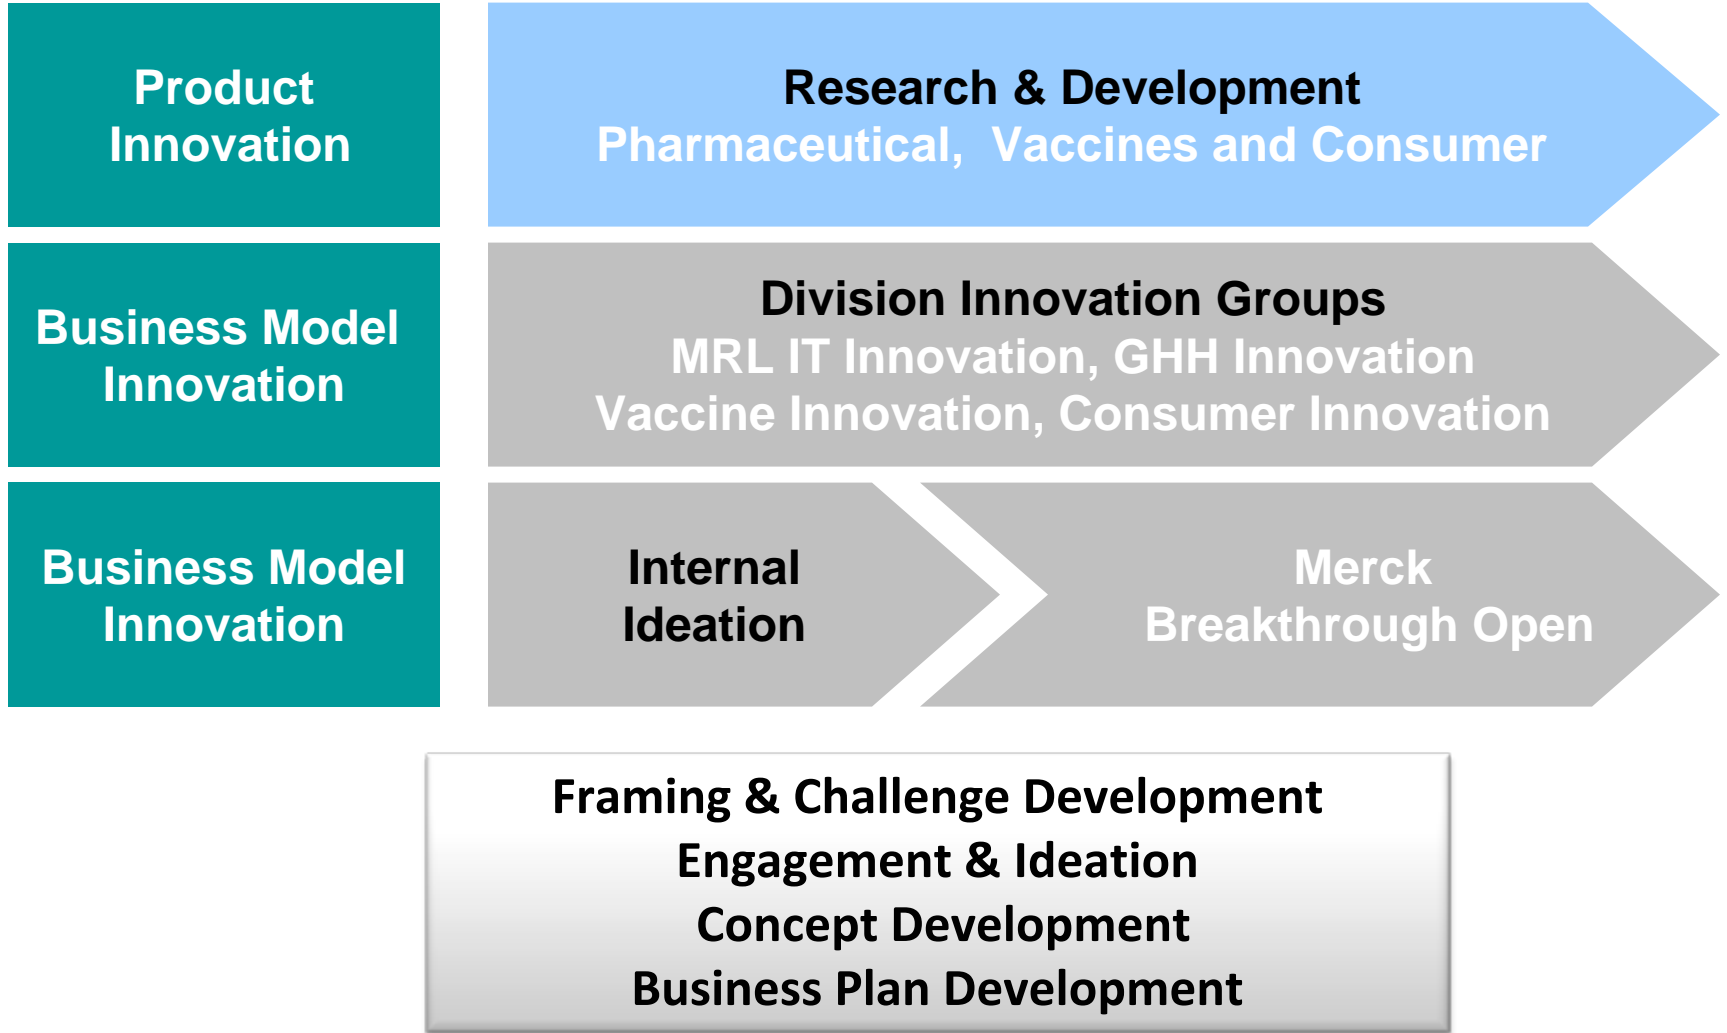 Product
Innovation
Research & Development
Pharmaceutical, Vaccines and Consumer
Business Model
Innovation
Division Innovation Groups
MRL IT Innovation, GHH Innovation
Vaccine Innovation, Consumer Innovation
Business Model
Innovation
Internal
Ideation
Merck
Breakthrough Open
Framing & Challenge Development
Engagement & Ideation
Concept Development
Business Plan Development